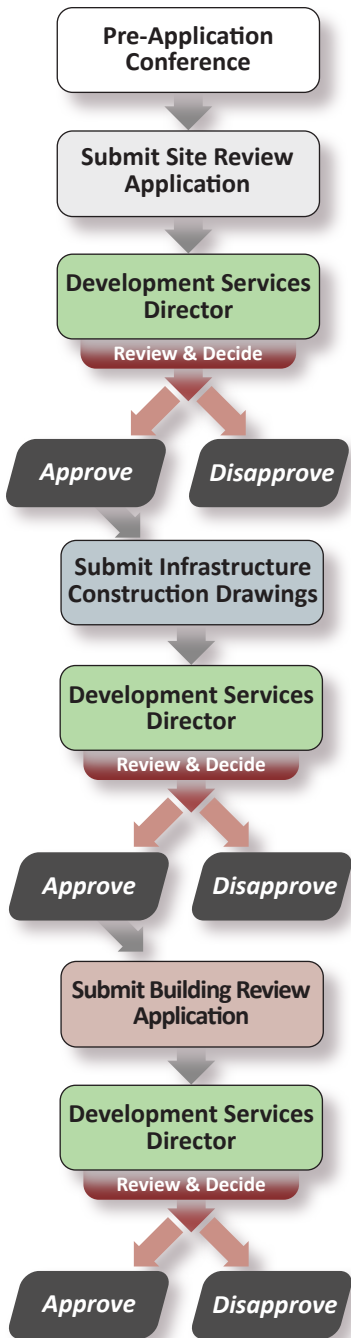 Pre-Application
Conference
Submit Site Review
Application
Development Services
Director
Review & Decide
Approve
Disapprove
Submit Infrastructure
Construction Drawings
Development Services
Director
Review & Decide
Approve
Disapprove
Submit Building Review
Application
Development Services
Director
Review & Decide
Approve
Disapprove